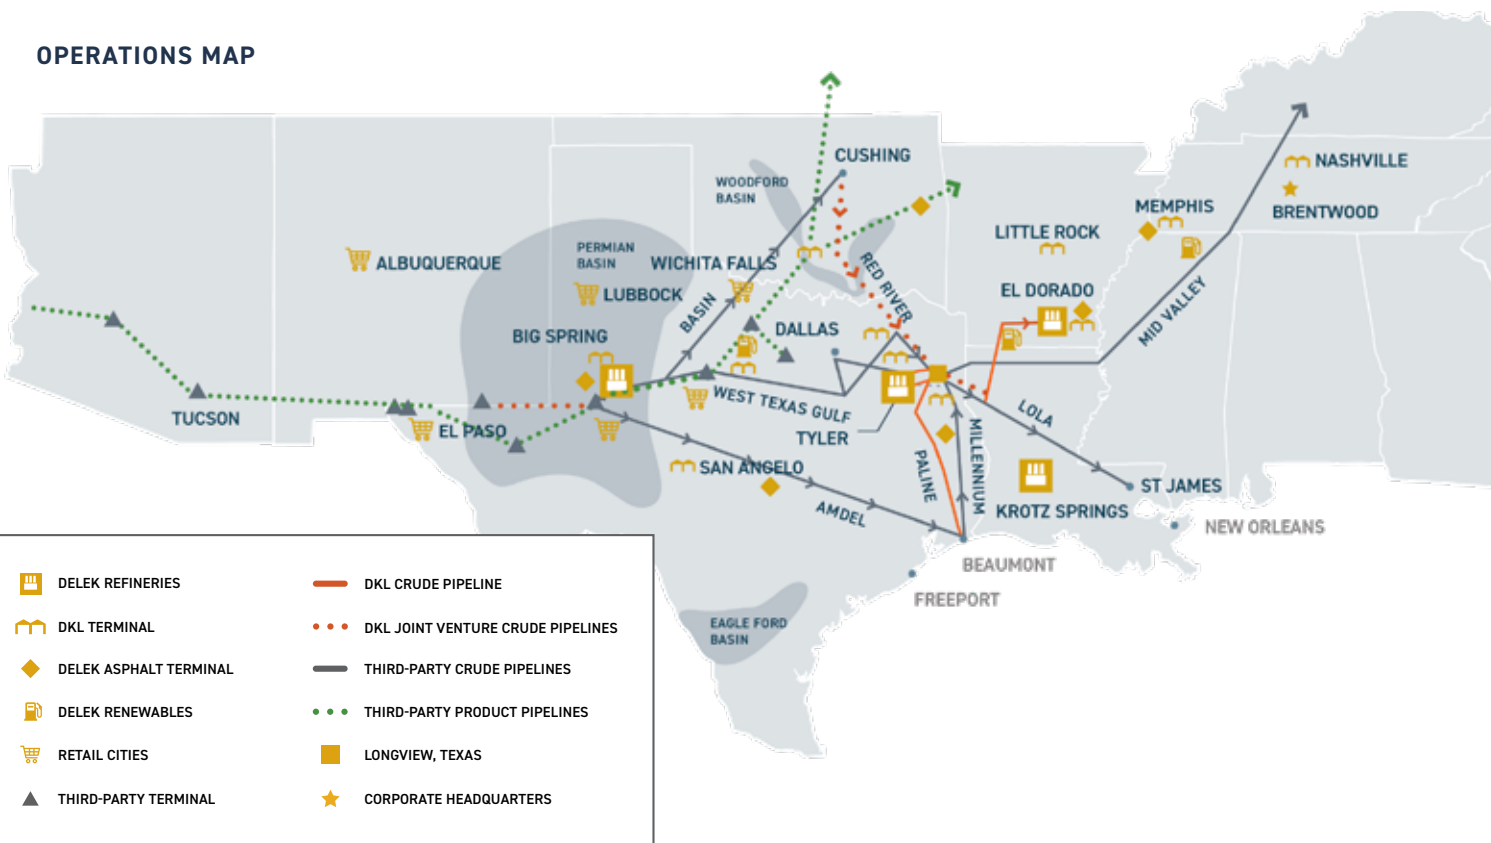 OPERATIONS MAP
CUSHING
WOODFORD
BASIN
NASHVILLE
BRENTWOOD
MEMPHIS
LITTLE ROCK
PERMIAN
BASIN
WICHITA FALLS
ALBUQUERQUE
LUBBOCK
RED RIVER
EL DORADO
BASIN
MID VALLEY
BIG SPRING
DALLAS
TUCSON
EL PASO
WEST TEXAS GULF
TYLER
LOLA
PALINE
MILLENNIUM
SAN ANGELO
AMDEL
ST JAMES
KROTZ SPRINGS
NEW ORLEANS
BEAUMONT
FREEPORT
EAGLE FORD
BASIN
DELEK REFINERIES
DKL TERMINAL
DELEK ASPHALT TERMINAL
DELEK RENEWABLES
RETAIL CITIES
THIRD-PARTY TERMINAL
DKL CRUDE PIPELINE
DKL JOINT VENTURE CRUDE PIPELINES
THIRD-PARTY CRUDE PIPELINES
THIRD-PARTY PRODUCT PIPELINES
LONGVIEW, TEXAS
CORPORATE HEADQUARTERS